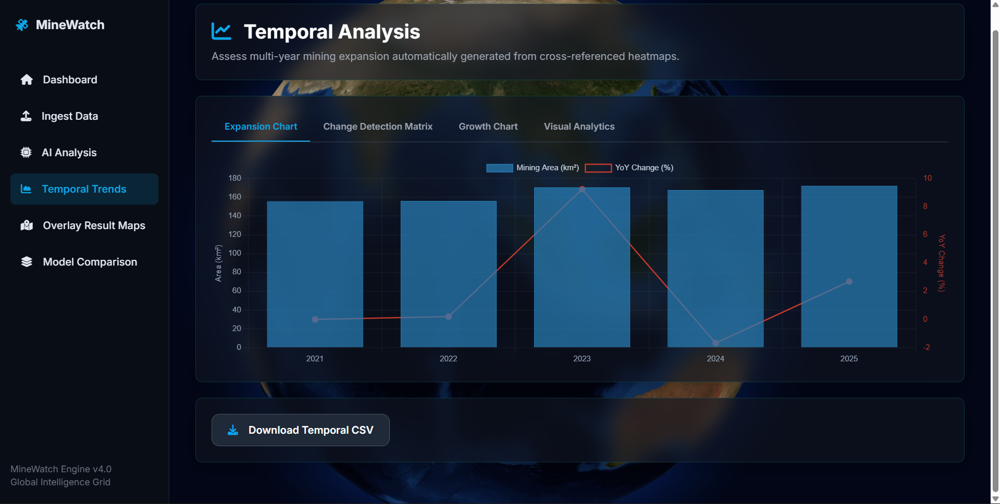 MineWatch
Dashboard
Ingest Data
AI Analysis
Temporal Trends
Overlay Result Maps
Model Comparison
MineWatch Engine v4.0
Global Intelligence Grid
Temporal Analysis
Assess multi-year mining expansion automatically generated from cross-referenced heatmaps.
Expansion Chart Change Detection Matrix Growth Chart Visual Analytics
Mining Area (km²) YoY Change (%)
Area (km²)
180
160
140
120
100
80
60
40
20
0
2021 2022 2023 2024 2025
10
8
6
4
2
0
-2
YoY Change (%)
Download Temporal CSV